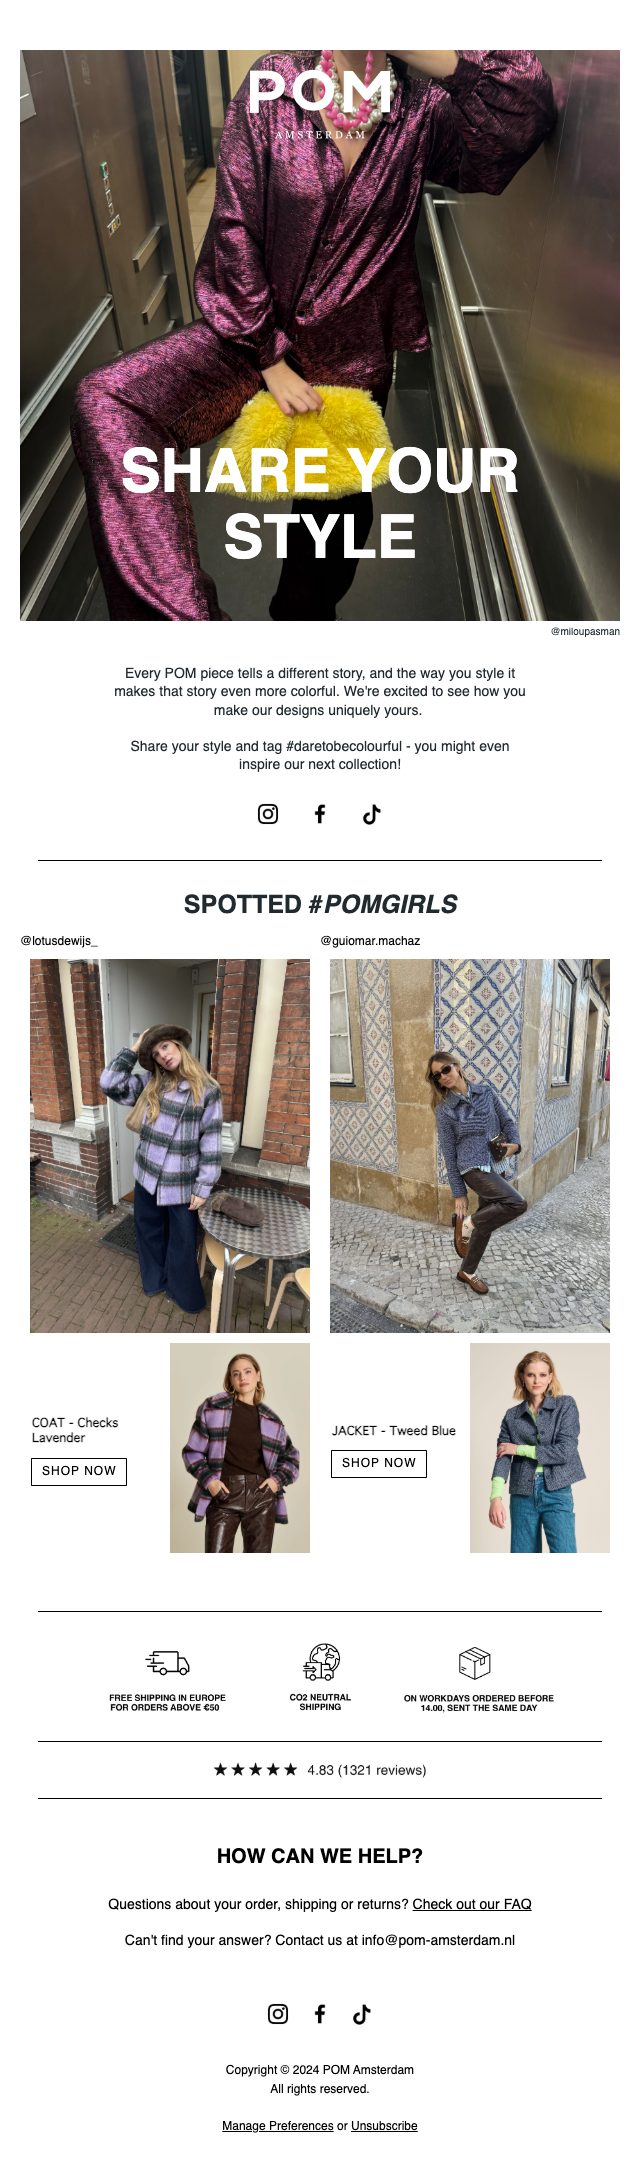 POM
AMSTERDAM
SHARE YOUR
STYLE
@miloupasman
Every POM piece tells a different story, and the way you style it
makes that story even more colorful. We're excited to see how you
make our designs uniquely yours.
Share your style and tag #daretobecolourful - you might even
inspire our next collection!
SPOTTED #POMGIRLS
@lotusdewijs_
@guiomar.machaz
COAT - Checks
Lavender
SHOP NOW
JACKET - Tweed Blue
SHOP NOW
FREE SHIPPING IN EUROPE
FOR ORDERS ABOVE €50
CO2 NEUTRAL
SHIPPING
ON WORKDAYS ORDERED BEFORE
14.00, SENT THE SAME DAY
★★★★★ 4.83 (1321 reviews)
HOW CAN WE HELP?
Questions about your order, shipping or returns? Check out our FAQ
Can't find your answer? Contact us at info@pom-amsterdam.nl
Copyright © 2024 POM Amsterdam
All rights reserved.
Manage Preferences or Unsubscribe